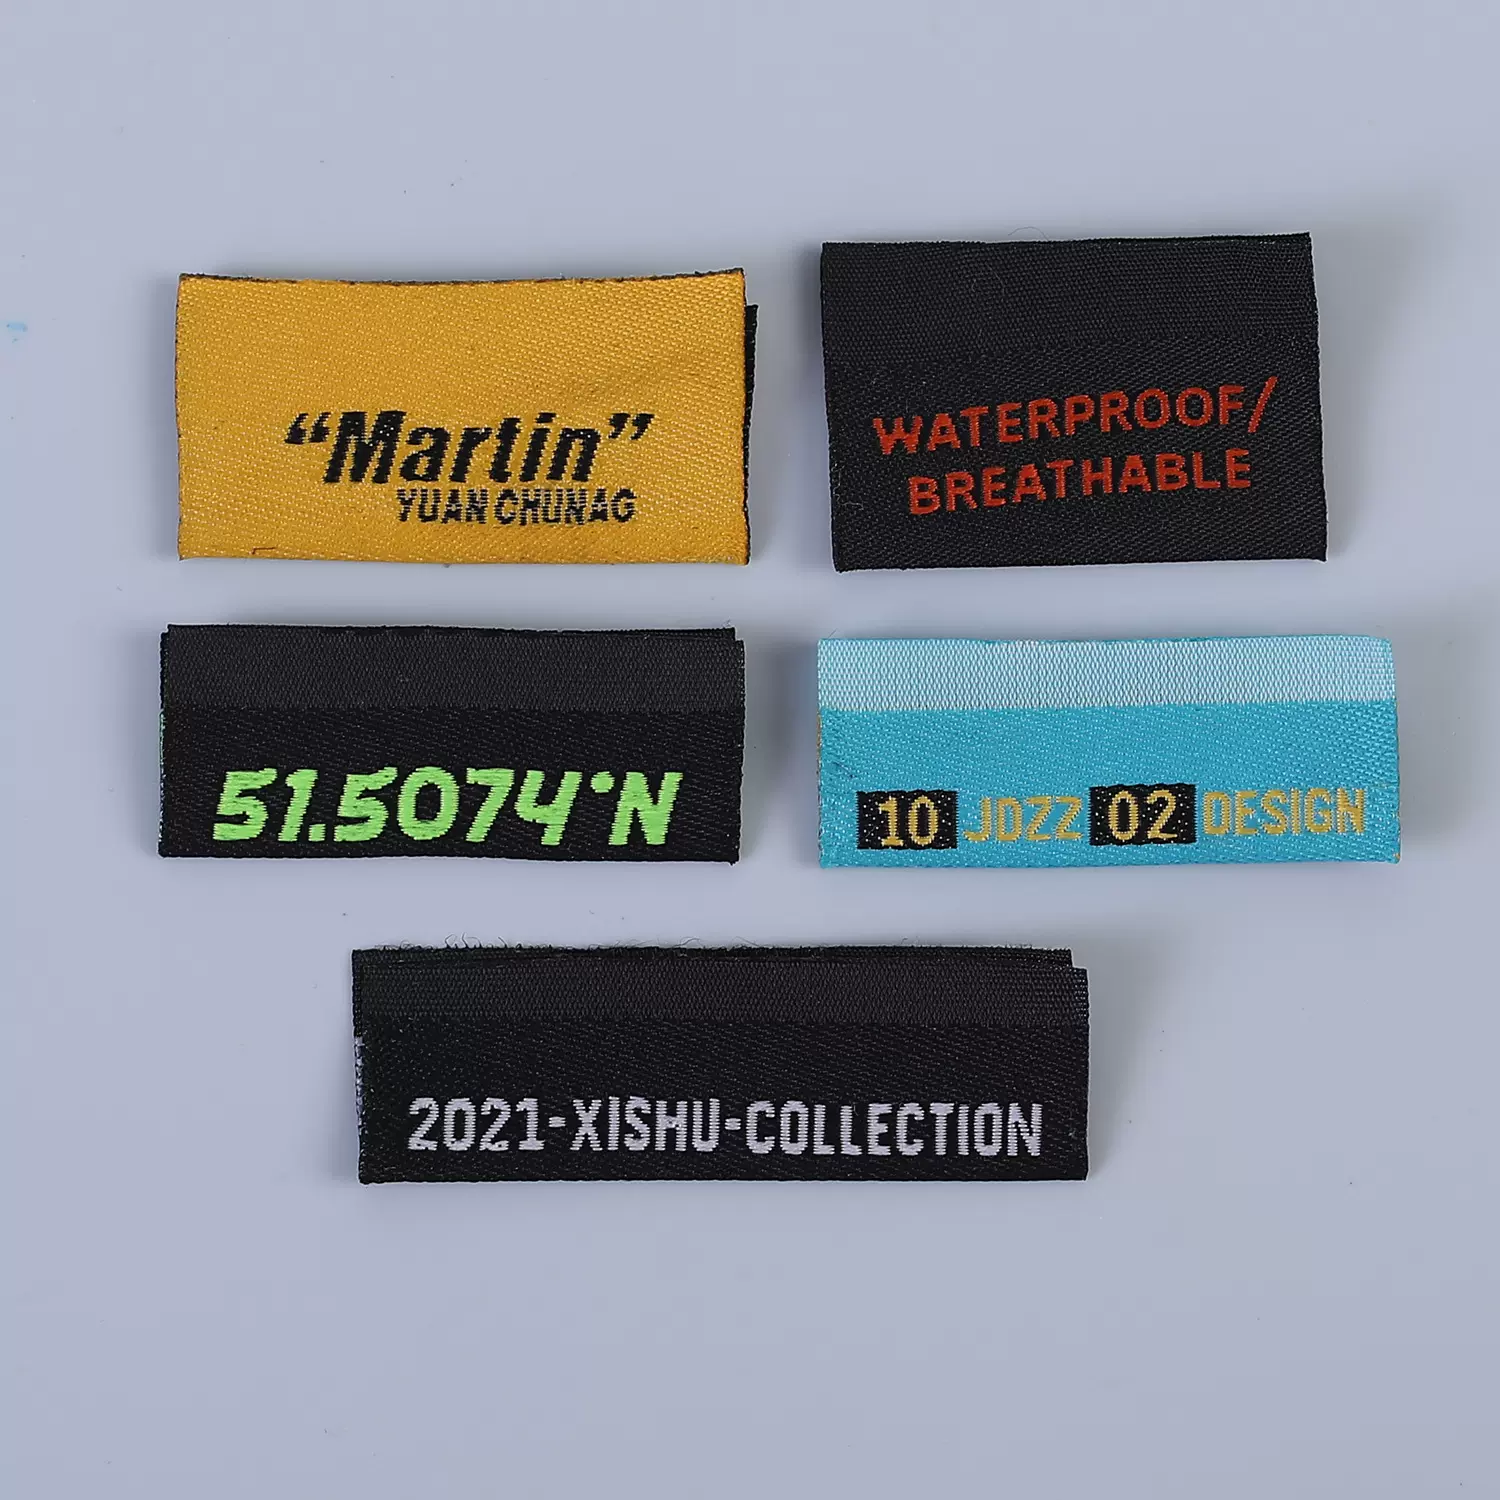 “Martin”
YUAN CHUNAG
WATERPROOF/
BREATHABLE
51.5074°N
10 JDZZ 02 DESIGN
2021·XISHU·COLLECTION